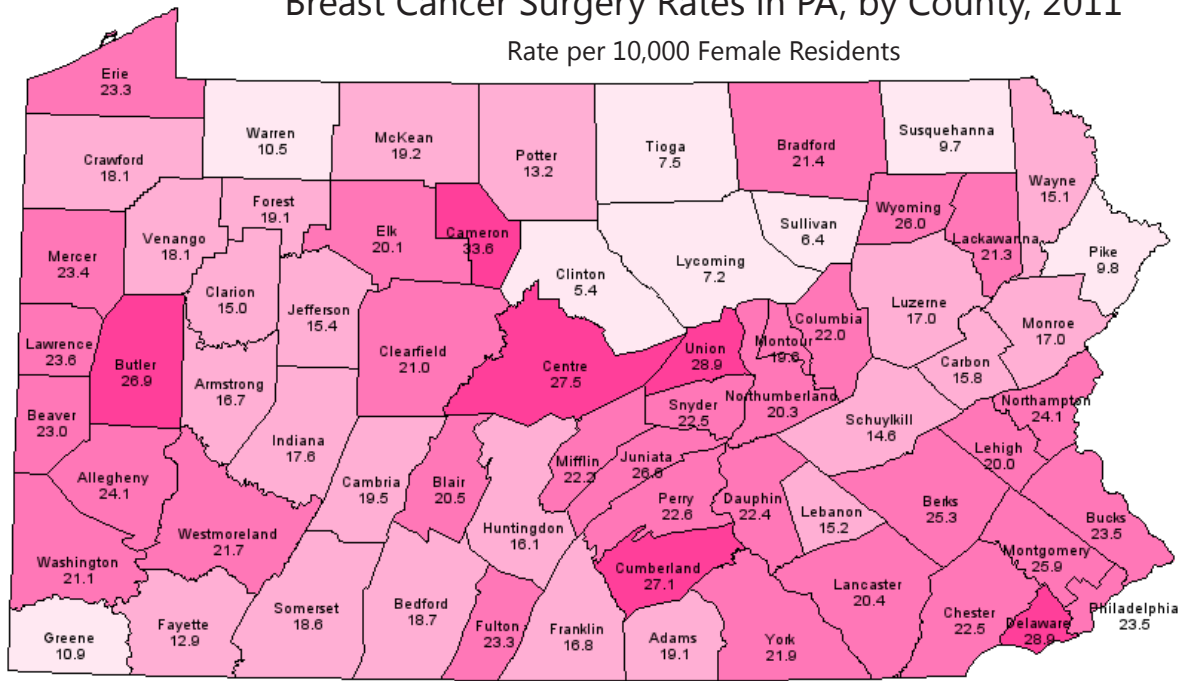 Breast Cancer Surgery Rates in PA, by County, 2011
Rate per 10,000 Female Residents
Erie
23.3
Warren
10.5
McKean
19.2
Potter
13.2
Tioga
7.5
Bradford
21.4
Susquehanna
9.7
Crawford
18.1
Wayne
15.1
Forest
19.1
Wyoming
26.0
Sullivan
6.4
Elk
20.1
Cameron
33.6
Lackawanna
21.3
Venango
18.1
Mercer
23.4
Pike
9.8
Lycoming
7.2
Clinton
5.4
Clarion
15.0
Luzerne
17.0
Jefferson
15.4
Columbia
22.0
Monroe
17.0
Lawrence
23.6
Montour
Union
28.9
Clearfield
21.0
Butler
26.9
Centre
27.5
Carbon
15.8
Armstrong
16.7
Northumberland
20.3
Northampton
24.1
Snyder
22.5
Beaver
23.0
Schuylkill
14.6
Indiana
17.6
Lehigh
20.0
Juniata
Mifflin
Allegheny
24.1
Cambria
19.5
Blair
20.5
Perry
22.6
Dauphin
22.4
Berks
25.3
Lebanon
15.2
Bucks
23.5
Huntingdon
16.1
Westmoreland
21.7
Montgomery
25.9
Washington
21.1
Cumberland
27.1
Lancaster
20.4
Bedford
18.7
Somerset
18.6
Philadelphia
23.5
Chester
22.5
Delaware
28.9
Fayette
12.9
Fulton
23.3
Franklin
16.8
Greene
10.9
Adams
19.1
York
21.9